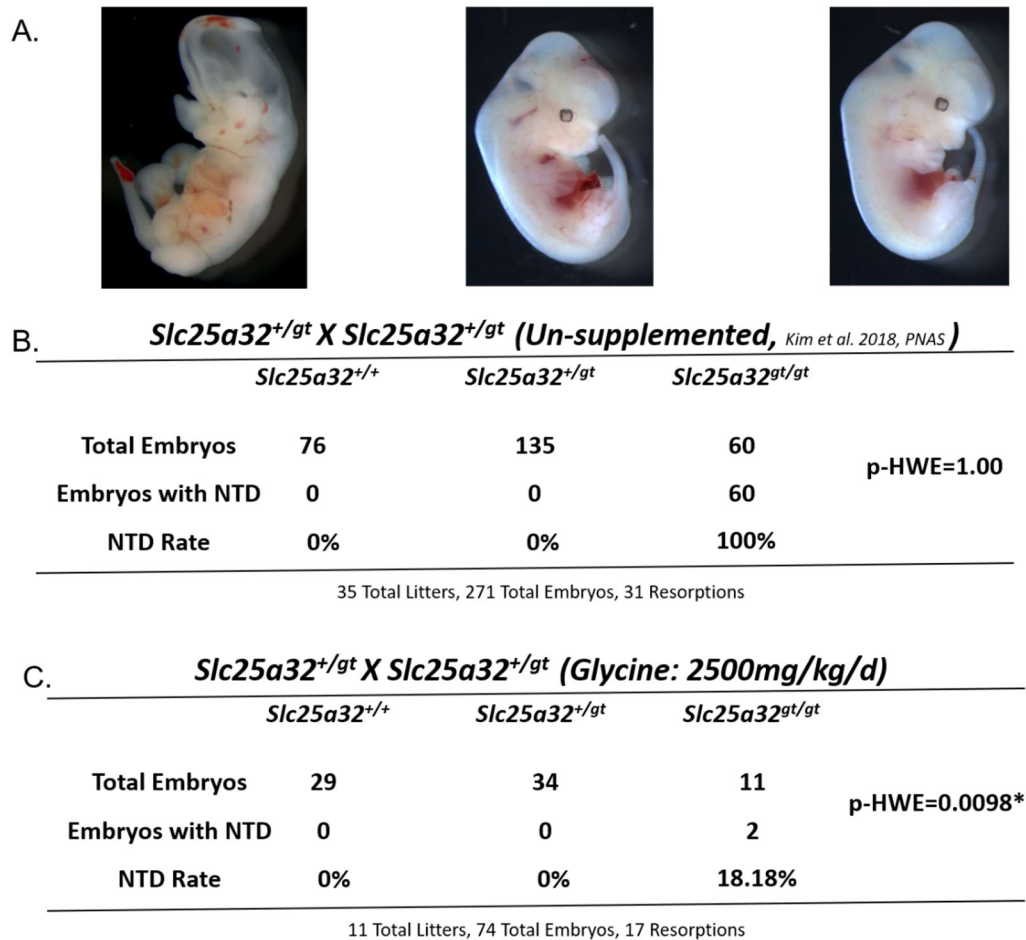 A.
B. Slc25a32+/gt X Slc25a32+/gt (Un-supplemented, Kim et al. 2018, PNAS)
Slc25a32+/+ Slc25a32+/gt Slc25a32gt/gt
Total Embryos 76 135 60
p-HWE=1.00
Embryos with NTD 0 0 60
NTD Rate 0% 0% 100%
35 Total Litters, 271 Total Embryos, 31 Resorptions
C. Slc25a32+/gt X Slc25a32+/gt (Glycine: 2500mg/kg/d)
Slc25a32+/+ Slc25a32+/gt Slc25a32gt/gt
Total Embryos 29 34 11
p-HWE=0.0098*
Embryos with NTD 0 0 2
NTD Rate 0% 0% 18.18%
11 Total Litters, 74 Total Embryos, 17 Resorptions